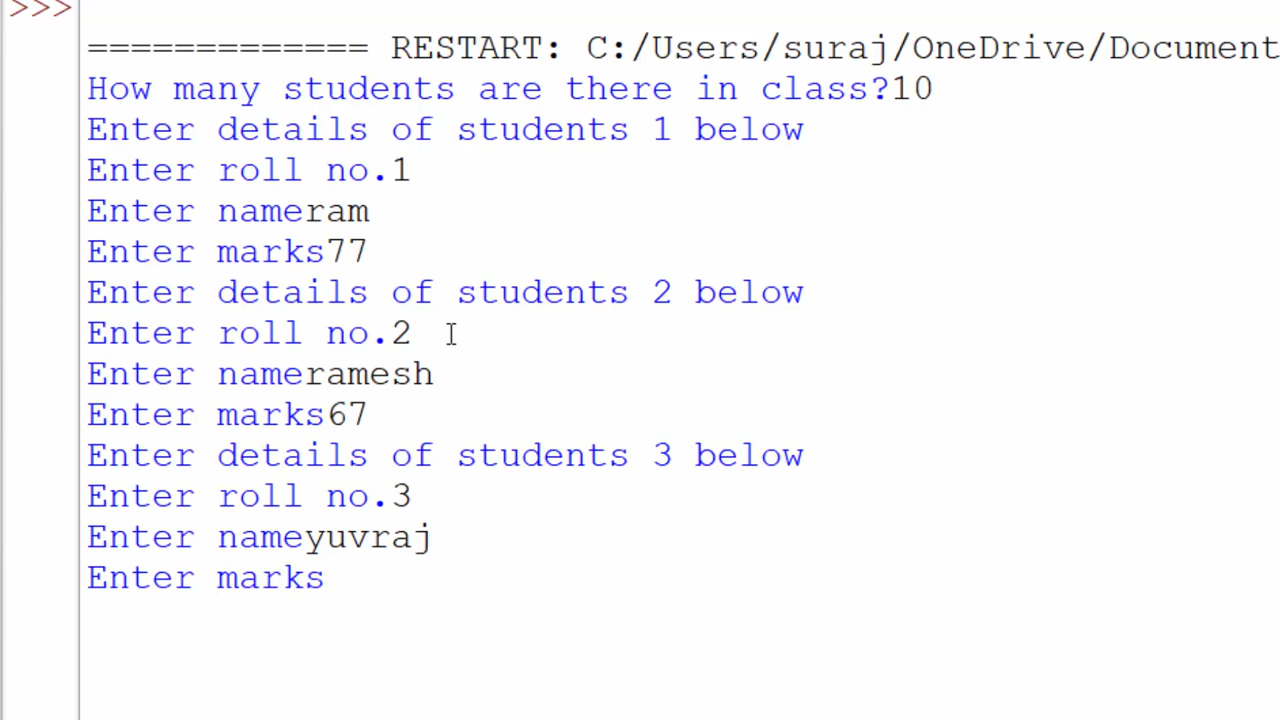 >>>
============= RESTART: C:/Users/suraj/OneDrive/Document
How many students are there in class?10
Enter details of students 1 below
Enter roll no.1
Enter nameram
Enter marks77
Enter details of students 2 below
Enter roll no.2
Enter nameramesh
Enter marks67
Enter details of students 3 below
Enter roll no.3
Enter nameyuvraj
Enter marks